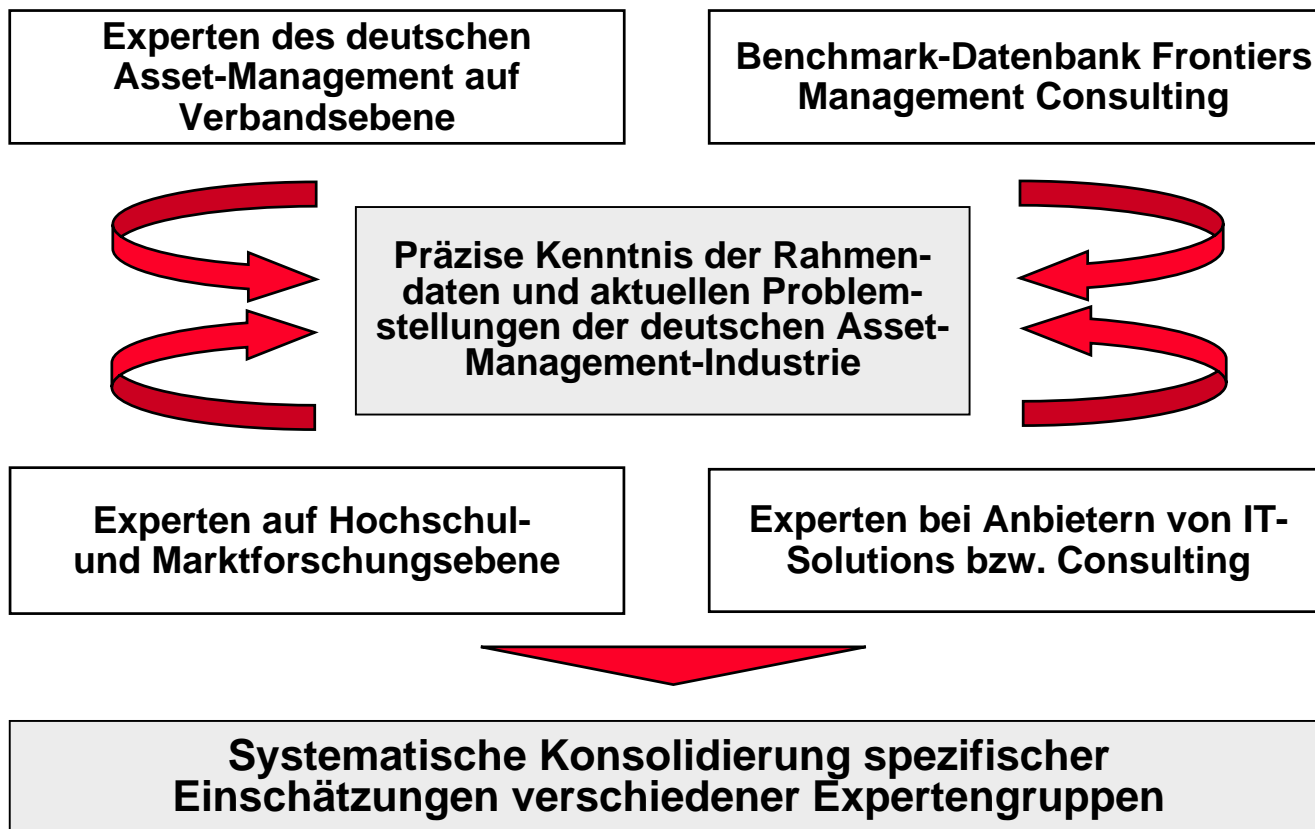 Experten des deutschen
Asset-Management auf
Verbandsebene
Benchmark-Datenbank Frontiers
Management Consulting
Präzise Kenntnis der Rahmen-
daten und aktuellen Problem-
stellungen der deutschen Asset-
Management-Industrie
Experten auf Hochschul-
und Marktforschungsebene
Experten bei Anbietern von IT-
Solutions bzw. Consulting
Systematische Konsolidierung spezifischer
Einschätzungen verschiedener Expertengruppen